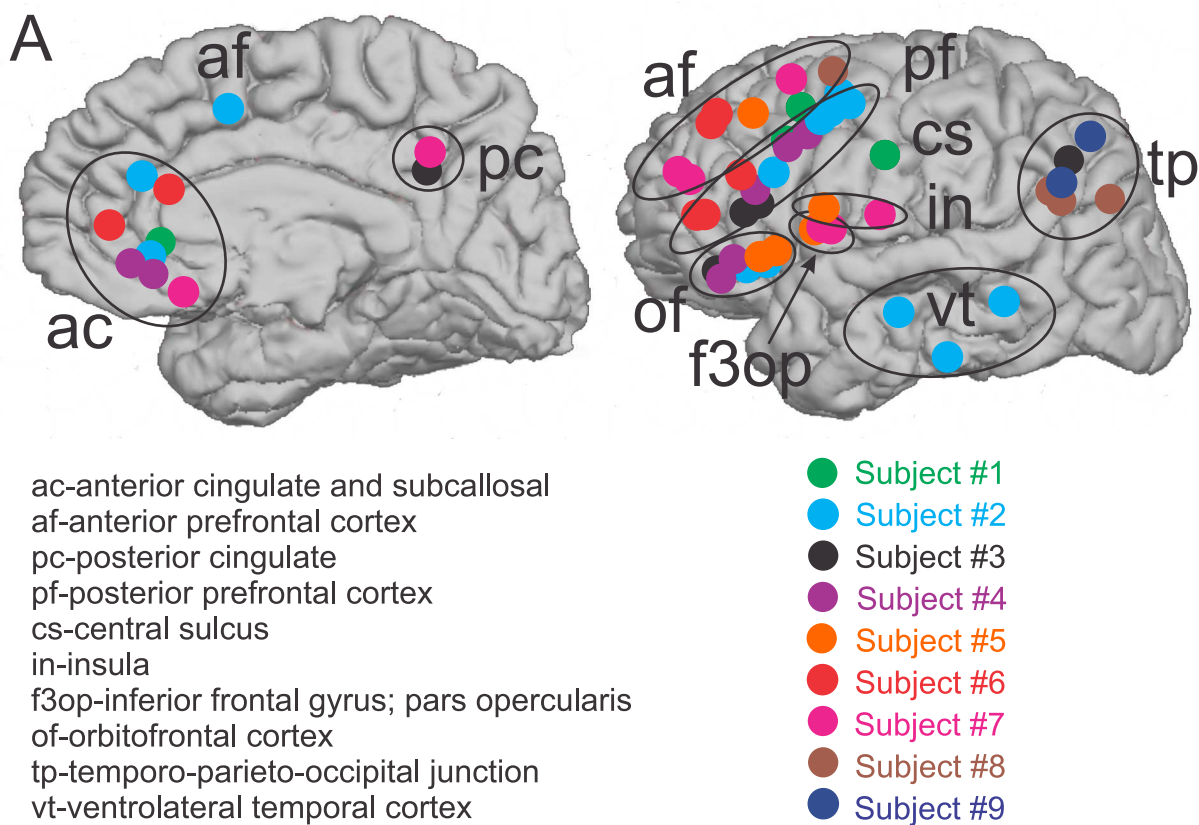 A
af
pc
ac
af
pf
cs
tp
in
of
vt
f3op
ac-anterior cingulate and subcallosal
af-anterior prefrontal cortex
pc-posterior cingulate
pf-posterior prefrontal cortex
cs-central sulcus
in-insula
f3op-inferior frontal gyrus; pars opercularis
of-orbitofrontal cortex
tp-temporo-parieto-occipital junction
vt-ventrolateral temporal cortex
Subject #1
Subject #2
Subject #3
Subject #4
Subject #5
Subject #6
Subject #7
Subject #8
Subject #9